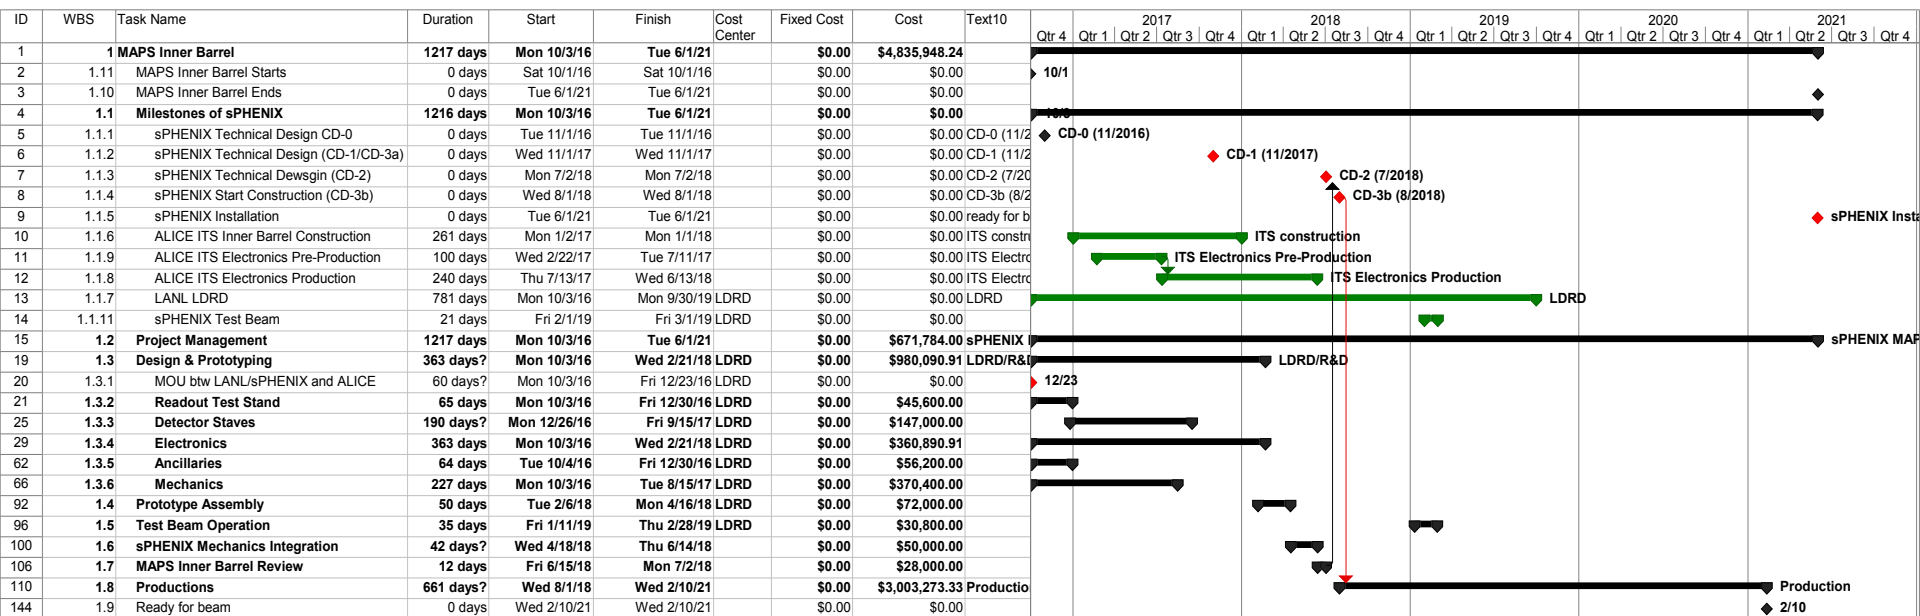 ID WBS Task Name Duration Start Finish Cost Center Fixed Cost Cost Text10 2017 2018 2019 2020 2021
Qtr 4 Qtr 1 Qtr 2 Qtr 3 Qtr 4 Qtr 1 Qtr 2 Qtr 3 Qtr 4 Qtr 1 Qtr 2 Qtr 3 Qtr 4 Qtr 1 Qtr 2 Qtr 3 Qtr 4 Qtr 1 Qtr 2 Qtr 3 Qtr 4
1 1 MAPS Inner Barrel 1217 days Mon 10/3/16 Tue 6/1/21 $0.00 $4,835,948.24
2 1.11 MAPS Inner Barrel Starts 0 days Sat 10/1/16 Sat 10/1/16 $0.00 $0.00 10/1
3 1.10 MAPS Inner Barrel Ends 0 days Tue 6/1/21 Tue 6/1/21 $0.00 $0.00
4 1.1 Milestones of sPHENIX 1216 days Mon 10/3/16 Tue 6/1/21 $0.00 $0.00 10/3
5 1.1.1 sPHENIX Technical Design CD-0 0 days Tue 11/1/16 Tue 11/1/16 $0.00 $0.00 CD-0 (11/2 CD-0 (11/2016)
6 1.1.2 sPHENIX Technical Design (CD-1/CD-3a) 0 days Wed 11/1/17 Wed 11/1/17 $0.00 $0.00 CD-1 (11/2 CD-1 (11/2017)
7 1.1.3 sPHENIX Technical Dewsgin (CD-2) 0 days Mon 7/2/18 Mon 7/2/18 $0.00 $0.00 CD-2 (7/20 CD-2 (7/2018)
8 1.1.4 sPHENIX Start Construction (CD-3b) 0 days Wed 8/1/18 Wed 8/1/18 $0.00 $0.00 CD-3b (8/2 CD-3b (8/2018)
9 1.1.5 sPHENIX Installation 0 days Tue 6/1/21 Tue 6/1/21 $0.00 $0.00 ready for b sPHENIX Insta
10 1.1.6 ALICE ITS Inner Barrel Construction 261 days Mon 1/2/17 Mon 1/1/18 $0.00 $0.00 ITS constru ITS construction
11 1.1.9 ALICE ITS Electronics Pre-Production 100 days Wed 2/22/17 Tue 7/11/17 $0.00 $0.00 ITS Electro ITS Electronics Pre-Production
12 1.1.8 ALICE ITS Electronics Production 240 days Thu 7/13/17 Wed 6/13/18 $0.00 $0.00 ITS Electro ITS Electronics Production
13 1.1.7 LANL LDRD 781 days Mon 10/3/16 Mon 9/30/19 LDRD $0.00 $0.00 LDRD LDRD
14 1.1.11 sPHENIX Test Beam 21 days Fri 2/1/19 Fri 3/1/19 LDRD $0.00 $0.00
15 1.2 Project Management 1217 days Mon 10/3/16 Tue 6/1/21 $0.00 $671,784.00 sPHENIX sPHENIX MAP
19 1.3 Design & Prototyping 363 days? Mon 10/3/16 Wed 2/21/18 LDRD $0.00 $980,090.91 LDRD/R&D LDRD/R&D
20 1.3.1 MOU btw LANL/sPHENIX and ALICE 60 days? Mon 10/3/16 Fri 12/23/16 LDRD $0.00 $0.00 12/23
21 1.3.2 Readout Test Stand 65 days Mon 10/3/16 Fri 12/30/16 LDRD $0.00 $45,600.00
25 1.3.3 Detector Staves 190 days? Mon 12/26/16 Fri 9/15/17 LDRD $0.00 $147,000.00
29 1.3.4 Electronics 363 days Mon 10/3/16 Wed 2/21/18 LDRD $0.00 $360,890.91
62 1.3.5 Ancillaries 64 days Tue 10/4/16 Fri 12/30/16 LDRD $0.00 $56,200.00
66 1.3.6 Mechanics 227 days Mon 10/3/16 Tue 8/15/17 LDRD $0.00 $370,400.00
92 1.4 Prototype Assembly 50 days Tue 2/6/18 Mon 4/16/18 LDRD $0.00 $72,000.00
96 1.5 Test Beam Operation 35 days Fri 1/11/19 Thu 2/28/19 LDRD $0.00 $30,800.00
100 1.6 sPHENIX Mechanics Integration 42 days? Wed 4/18/18 Thu 6/14/18 $0.00 $50,000.00
106 1.7 MAPS Inner Barrel Review 12 days Fri 6/15/18 Mon 7/2/18 $0.00 $28,000.00
110 1.8 Productions 661 days? Wed 8/1/18 Wed 2/10/21 $0.00 $3,003,273.33 Productio Production
144 1.9 Ready for beam 0 days Wed 2/10/21 Wed 2/10/21 $0.00 $0.00 2/10